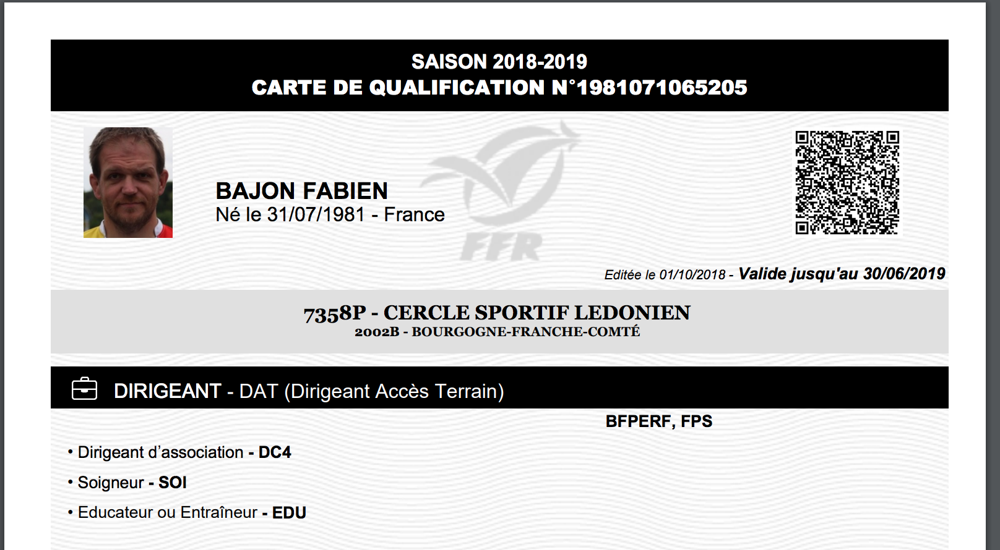 SAISON 2018-2019
CARTE DE QUALIFICATION N°1981071065205
BAJON FABIEN
Né le 31/07/1981 - France
FFR
Editée le 01/10/2018 - Valide jusqu'au 30/06/2019
7358P - CERCLE SPORTIF LEDONIEN
2002B - BOURGOGNE-FRANCHE-COMTÉ
DIRIGEANT - DAT (Dirigeant Accès Terrain)
BFPERF, FPS
• Dirigeant d’association - DC4
• Soigneur - SOI
• Educateur ou Entraîneur - EDU